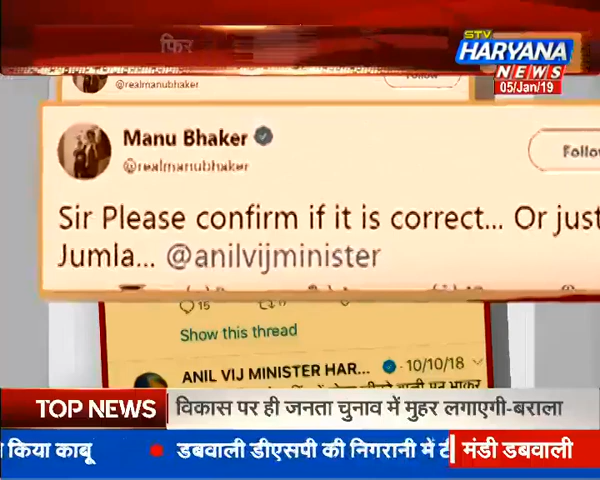 फिर
STV
HARYANA
NEWS
05/Jan/19
@realmanubhaker
Follow
Manu Bhaker
@realmanubhaker
Follo
Sir Please confirm if it is correct... Or just
Jumla... @anilvijminister
15
Show this thread
ANIL VIJ MINISTER HAR... · 10/10/18
TOP NEWS
विकास पर ही जनता चुनाव में मुहर लगाएगी-बराला
किया काबू
डबवाली डीएसपी की निगरानी में
मंडी डबवाली